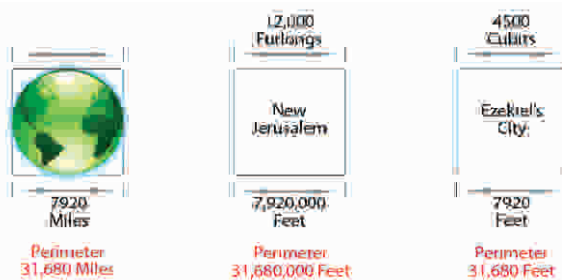 12,000
Furlongs
4500
Cubits
New
Jerusalem
Ezekiel's
City
7920
Miles
7,920,000
Feet
7920
Feet
Perimeter
31,680 Miles
Perimeter
31,680,000 Feet
Perimeter
31,680 Feet